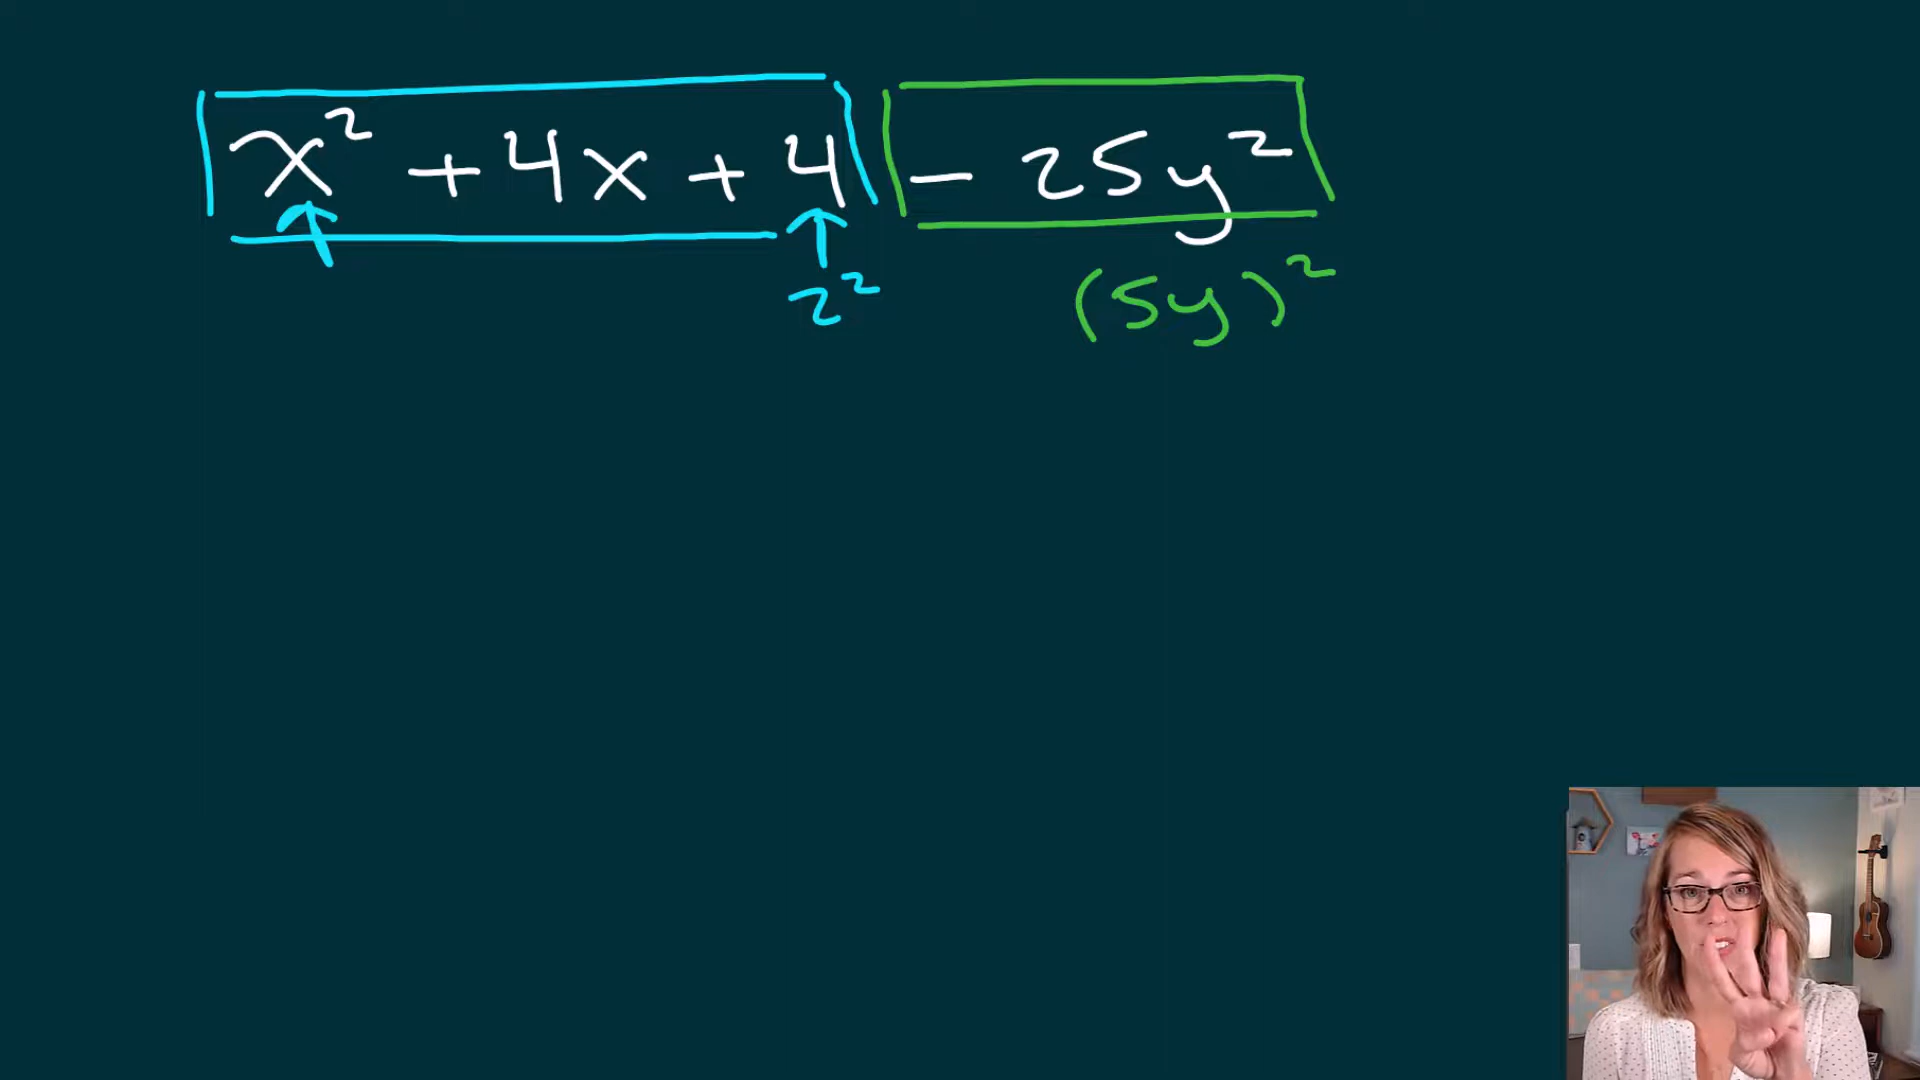 x² + 4x + 4 - 25y²
2² (5y)²